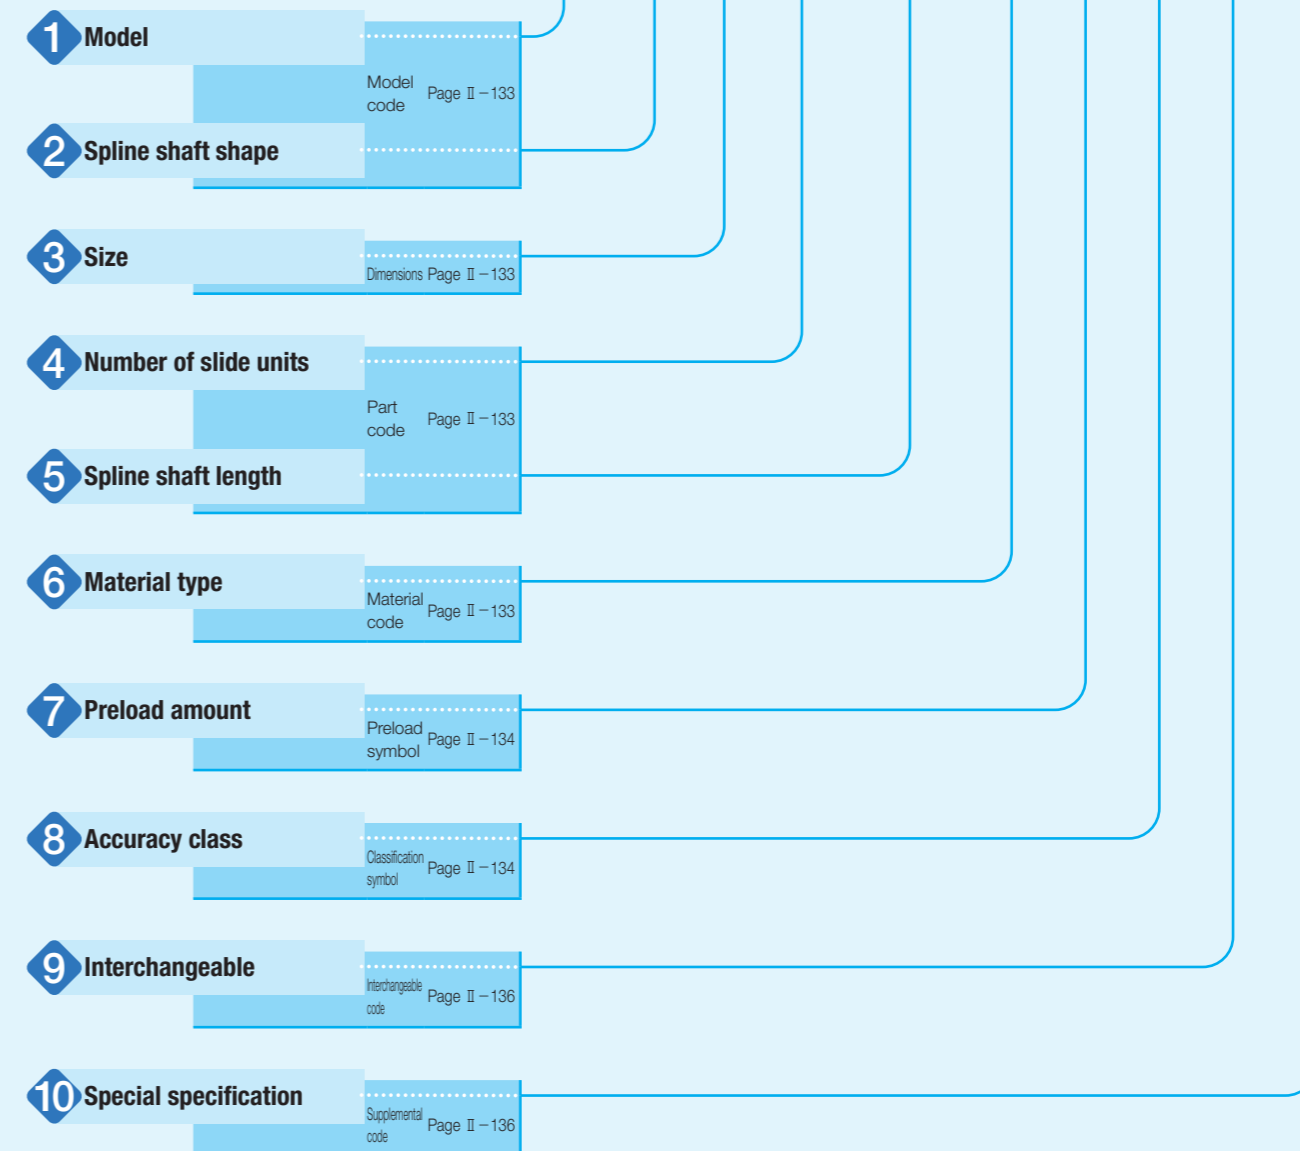 1 Model
Model
code
Page Ⅱ－133
2 Spline shaft shape
3 Size
Dimensions Page Ⅱ－133
4 Number of slide units
Part
code
Page Ⅱ－133
5 Spline shaft length
6 Material type
Material
code
Page Ⅱ－133
7 Preload amount
Preload
symbol
Page Ⅱ－134
8 Accuracy class
Classification
symbol
Page Ⅱ－134
9 Interchangeable
Interchangeable
code
Page Ⅱ－136
10 Special specification
Supplemental
code
Page Ⅱ－136